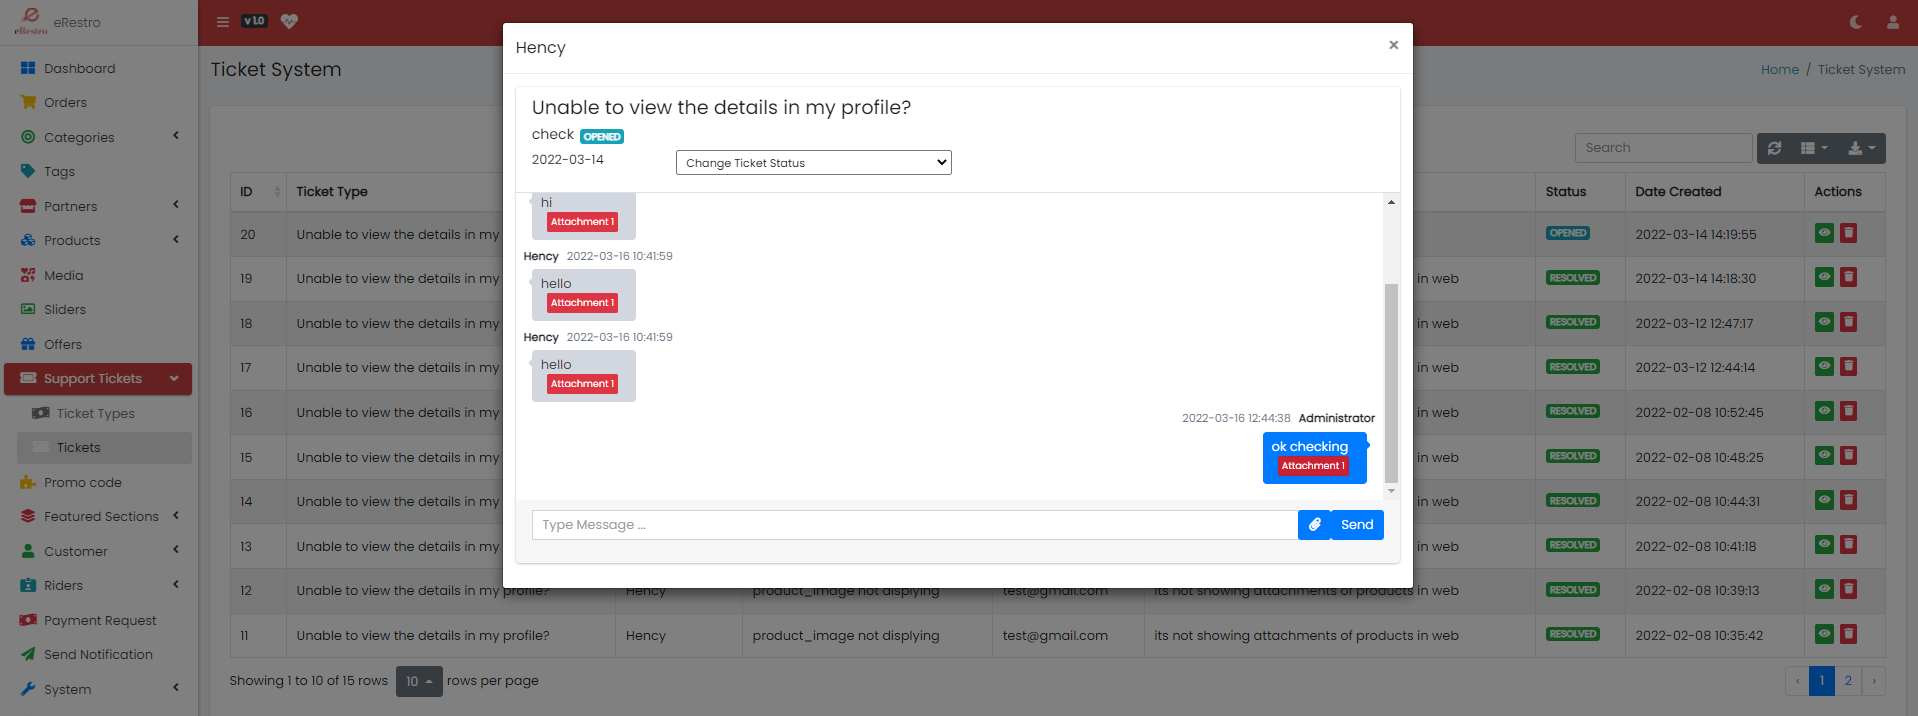 eRestro
eRestro
v 1.0
Ticket System
Home / Ticket System
Dashboard
Orders
Categories
Tags
Partners
Products
Media
Sliders
Offers
Support Tickets
Ticket Types
Tickets
Promo code
Featured Sections
Customer
Riders
Payment Request
Send Notification
System
Hency
×
Unable to view the details in my profile?
check OPENED
2022-03-14 Change Ticket Status
hi
Attachment 1
Hency 2022-03-16 10:41:59
hello
Attachment 1
Hency 2022-03-16 10:41:59
hello
Attachment 1
2022-03-16 12:44:38 Administrator
ok checking
Attachment 1
Type Message ...
Send
Search
ID Ticket Type Status Date Created Actions
20 Unable to view the details in my OPENED 2022-03-14 14:19:55
19 Unable to view the details in my in web RESOLVED 2022-03-14 14:18:30
18 Unable to view the details in my in web RESOLVED 2022-03-12 12:47:17
17 Unable to view the details in my in web RESOLVED 2022-03-12 12:44:14
16 Unable to view the details in my in web RESOLVED 2022-02-08 10:52:45
15 Unable to view the details in my in web RESOLVED 2022-02-08 10:48:25
14 Unable to view the details in my in web RESOLVED 2022-02-08 10:44:31
13 Unable to view the details in my in web RESOLVED 2022-02-08 10:41:18
12 Unable to view the details in my profile? Hency product_image not displying test@gmail.com its not showing attachments of products in web RESOLVED 2022-02-08 10:39:13
11 Unable to view the details in my profile? Hency product_image not displying test@gmail.com its not showing attachments of products in web RESOLVED 2022-02-08 10:35:42
Showing 1 to 10 of 15 rows 10 rows per page
‹ 1 2 ›